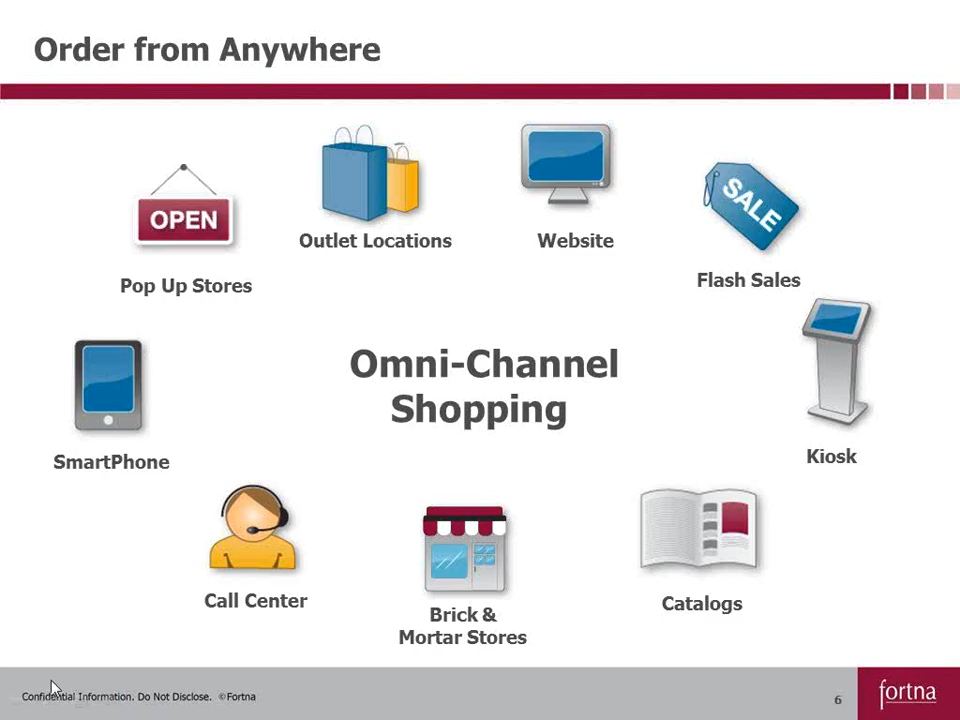 Order from Anywhere
OPEN
Pop Up Stores
Outlet Locations
Website
SALE
Flash Sales
Omni-Channel
Shopping
SmartPhone
Kiosk
Call Center
Brick &
Mortar Stores
Catalogs
Confidential Information. Do Not Disclose. ©Fortna
6
fortna